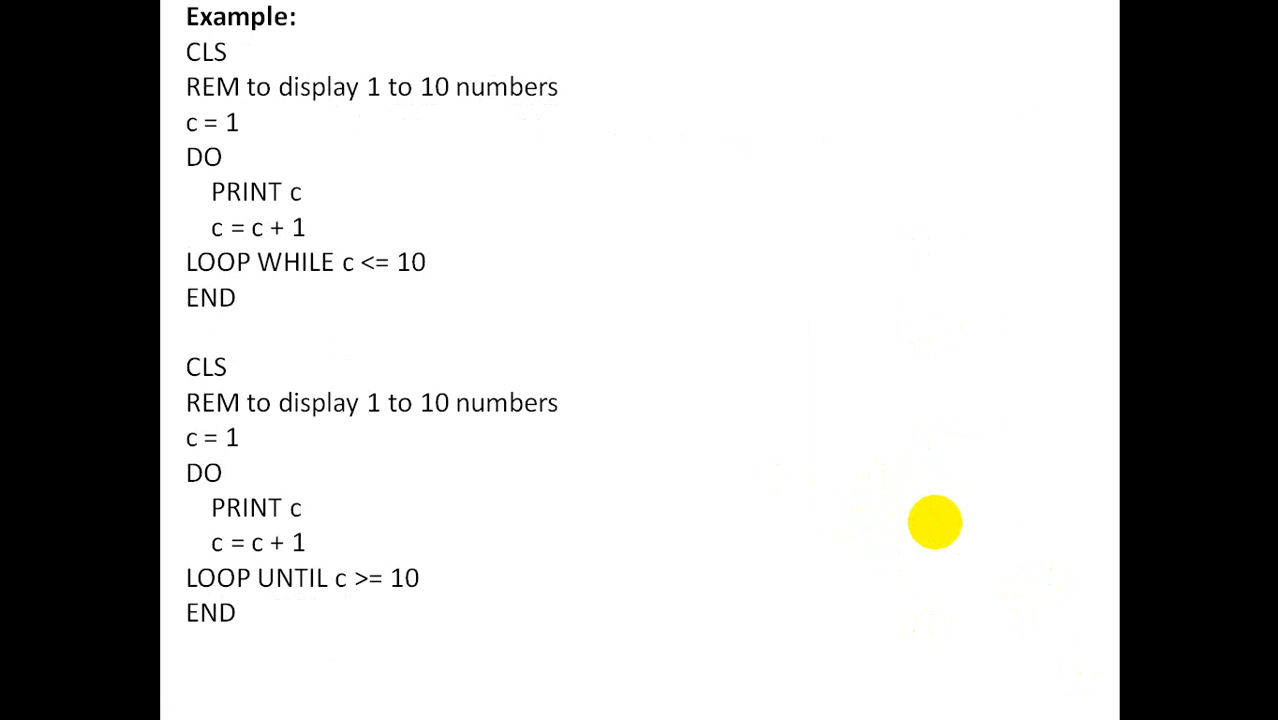 Example:
CLS
REM to display 1 to 10 numbers
c = 1
DO
PRINT c
c = c + 1
LOOP WHILE c <= 10
END
CLS
REM to display 1 to 10 numbers
c = 1
DO
PRINT c
c = c + 1
LOOP UNTIL c >= 10
END